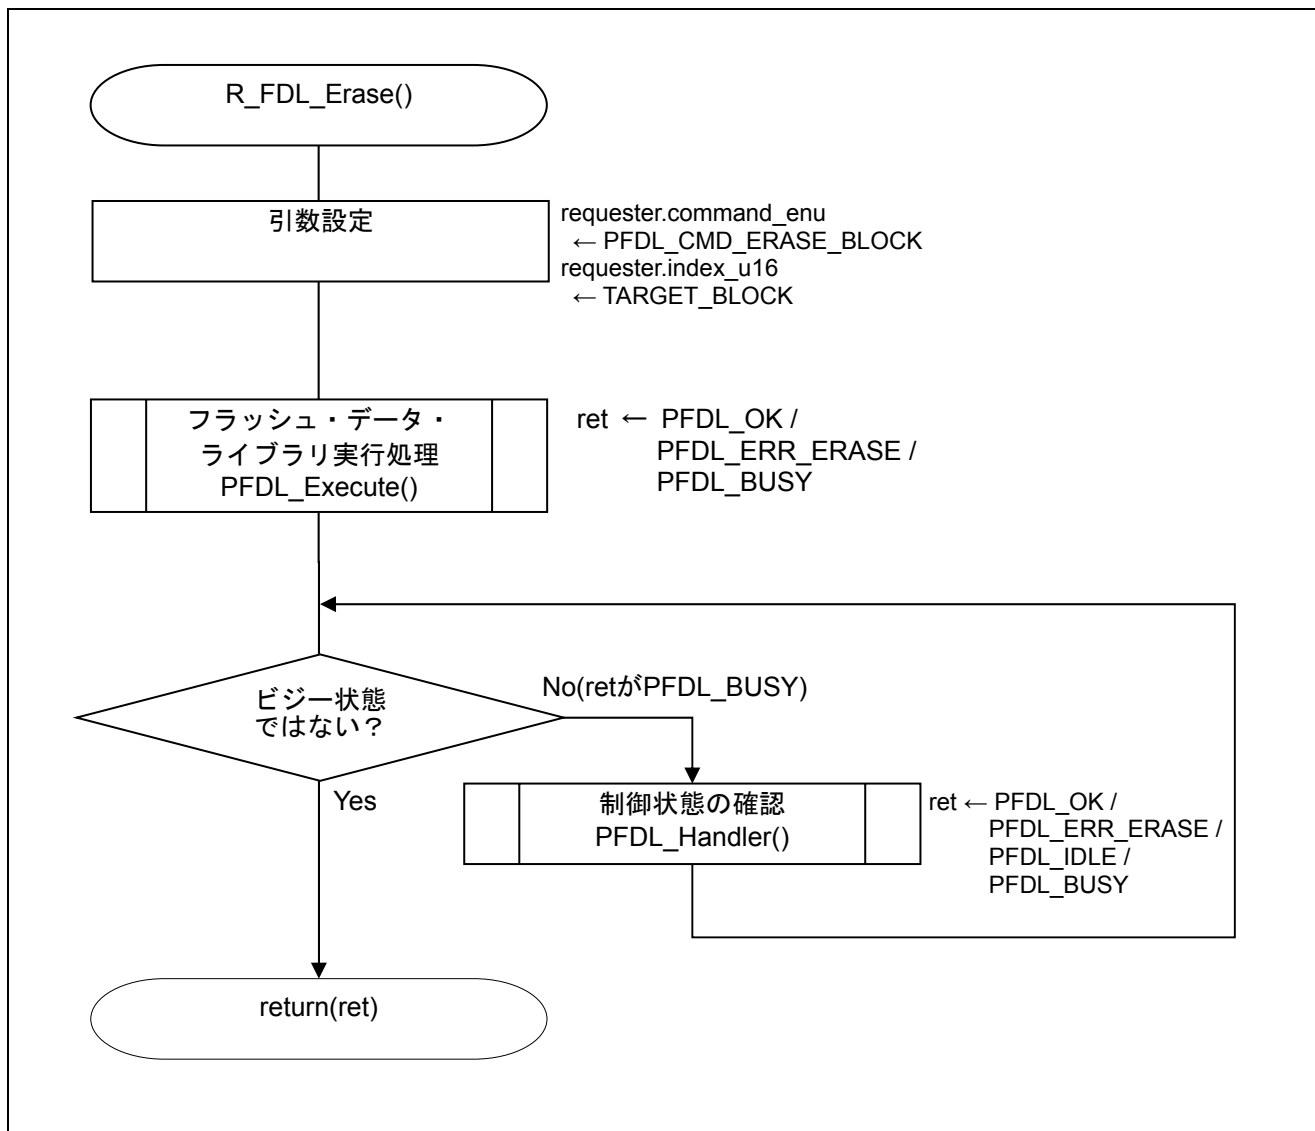 R_FDL_Erase()
引数設定
requester.command_enu
← PFDL_CMD_ERASE_BLOCK
requester.index_u16
← TARGET_BLOCK
フラッシュ・データ・
ライブラリ実行処理
PFDL_Execute()
ret ← PFDL_OK /
PFDL_ERR_ERASE /
PFDL_BUSY
ビジー状態
ではない？
No(retがPFDL_BUSY)
Yes
制御状態の確認
PFDL_Handler()
ret ← PFDL_OK /
PFDL_ERR_ERASE /
PFDL_IDLE /
PFDL_BUSY
return(ret)